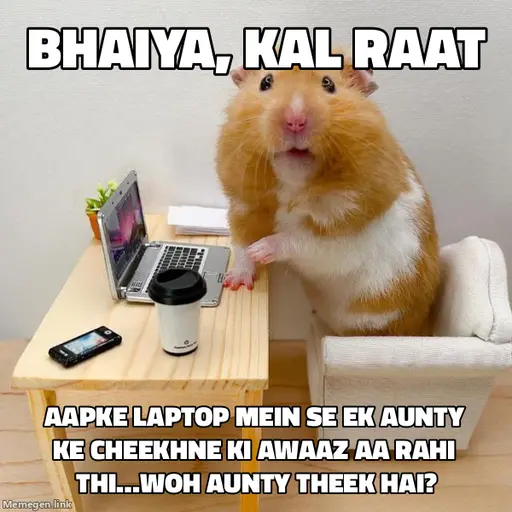 BHAIYA, KAL RAAT
AAPKE LAPTOP MEIN SE EK AUNTY
KE CHEEKHNE KI AWAAZ AA RAHI
THI...WOH AUNTY THEEK HAI?
Memegen.link